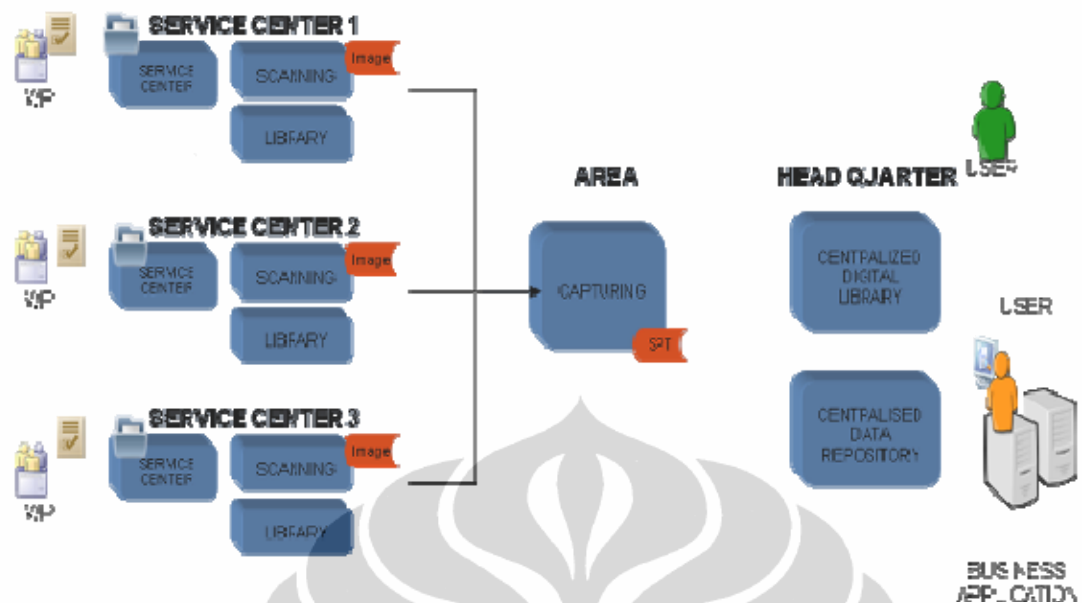 SERVICE CENTER 1
SERVICE
CENTER
SCANNING
Image
LIBRARY
WP
SERVICE CENTER 2
SERVICE
CENTER
SCANNING
Image
LIBRARY
WP
SERVICE CENTER 3
SERVICE
CENTER
SCANNING
Image
LIBRARY
WP
AREA
CAPTURING
SPT
HEAD QUARTER
CENTRALIZED
DIGITAL
LIBRARY
CENTRALISED
DATA
REPOSITORY
USER
USER
BUSINESS
APPLICATION